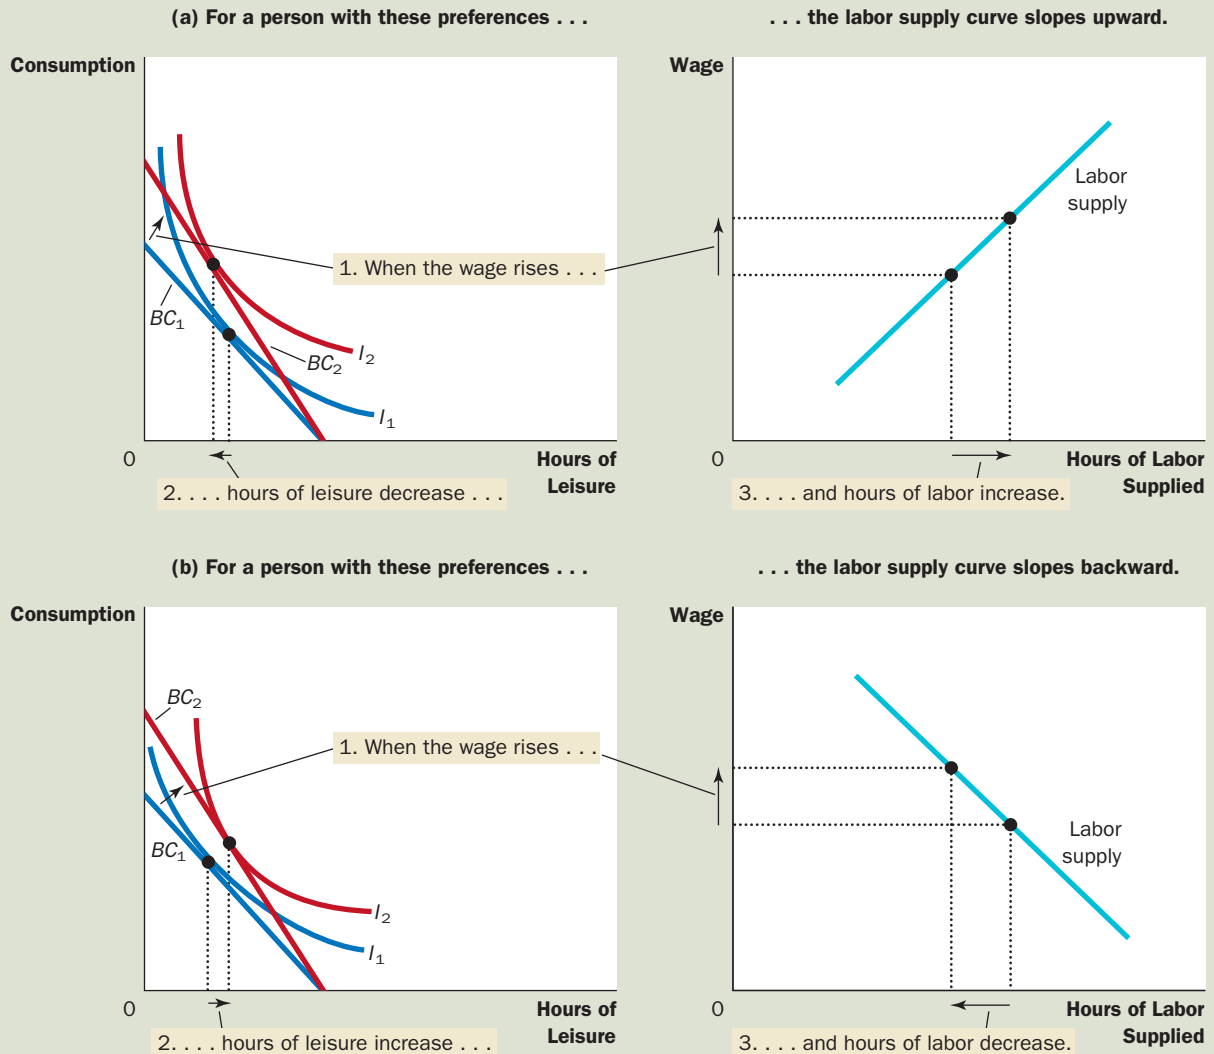 (a) For a person with these preferences . . .
. . . the labor supply curve slopes upward.
Consumption
BC₁
BC₂
I₂
I₁
0
Hours of
Leisure
1. When the wage rises . . .
2. . . . hours of leisure decrease . . .
Wage
Labor
supply
0
Hours of Labor
Supplied
3. . . . and hours of labor increase.
(b) For a person with these preferences . . .
. . . the labor supply curve slopes backward.
Consumption
BC₂
BC₁
I₂
I₁
0
Hours of
Leisure
1. When the wage rises . . .
2. . . . hours of leisure increase . . .
Wage
Labor
supply
0
Hours of Labor
Supplied
3. . . . and hours of labor decrease.